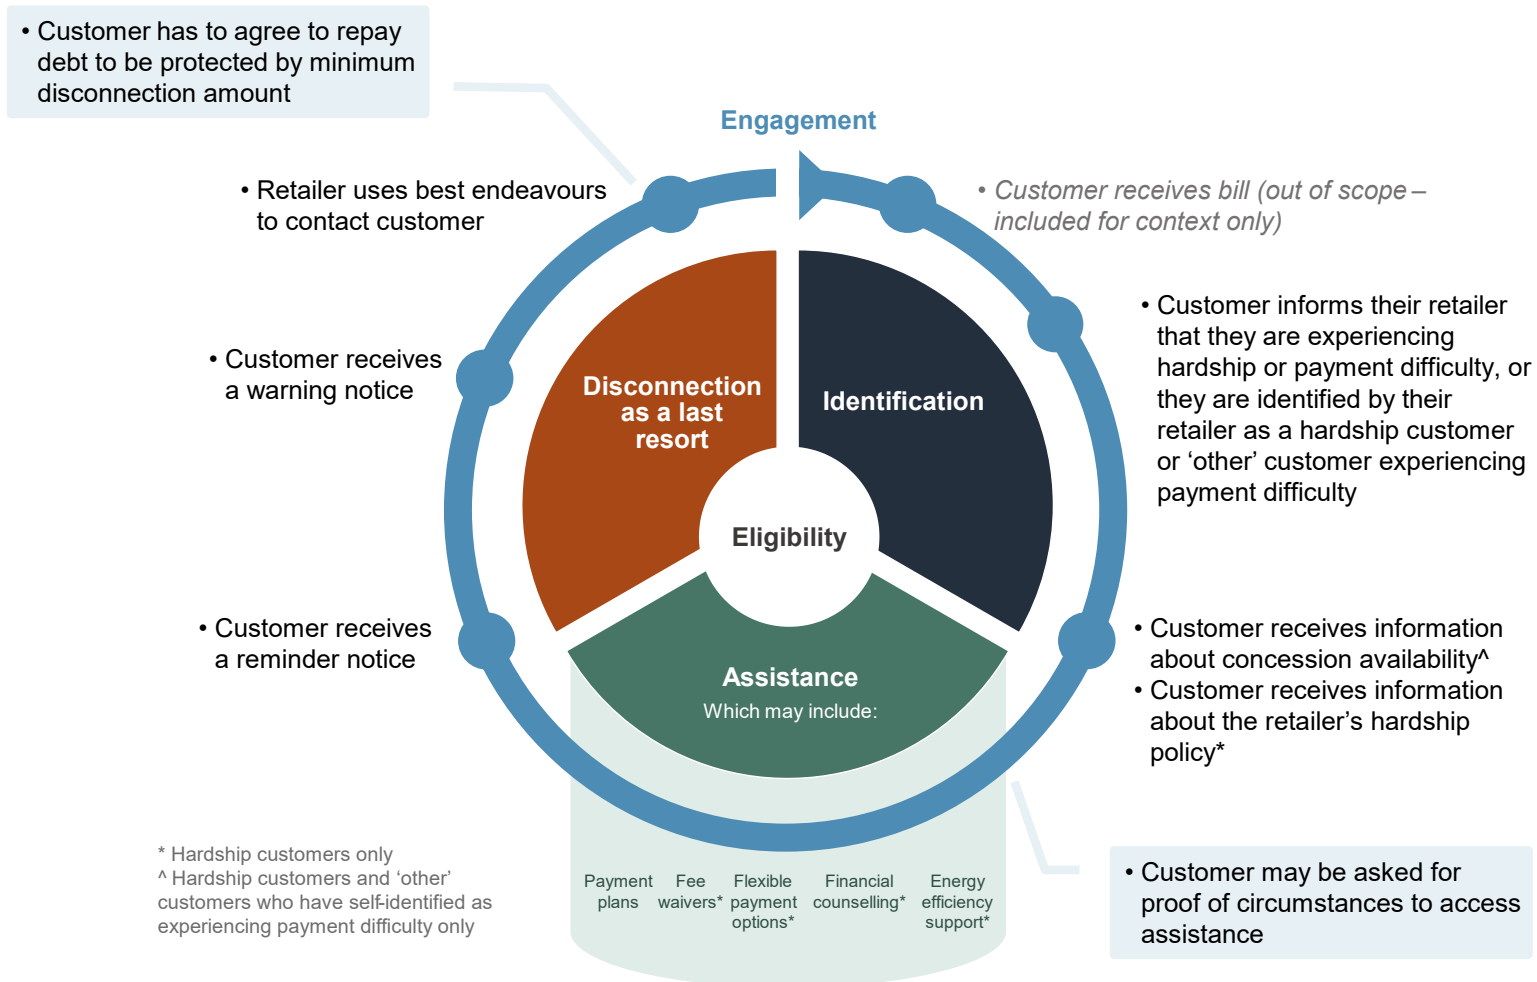 • Customer has to agree to repay
debt to be protected by minimum
disconnection amount
Engagement
• Retailer uses best endeavours
to contact customer
• Customer receives bill (out of scope –
included for context only)
• Customer informs their retailer
that they are experiencing
hardship or payment difficulty, or
they are identified by their
retailer as a hardship customer
or ‘other’ customer experiencing
payment difficulty
• Customer receives
a warning notice
Disconnection
as a last
resort
Identification
Eligibility
• Customer receives
a reminder notice
Assistance
Which may include:
• Customer receives information
about concession availability^
• Customer receives information
about the retailer’s hardship
policy*
* Hardship customers only
^ Hardship customers and ‘other’
customers who have self-identified as
experiencing payment difficulty only
Payment
plans
Fee
waivers*
Flexible
payment
options*
Financial
counselling*
Energy
efficiency
support*
• Customer may be asked for
proof of circumstances to access
assistance